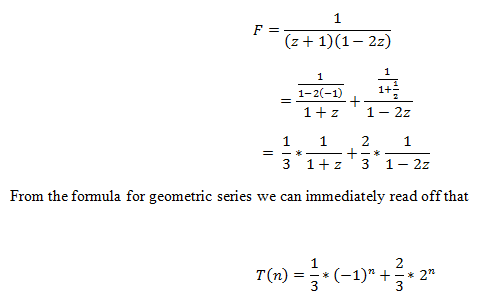 F = 1/((z + 1)(1 − 2z))
= (1/(1−2(−1)))/(1 + z) + (1/(1+1/2))/(1 − 2z)
= 1/3 * 1/(1 + z) + 2/3 * 1/(1 − 2z)
From the formula for geometric series we can immediately read off that
T(n) = 1/3 * (−1)ⁿ + 2/3 * 2ⁿ